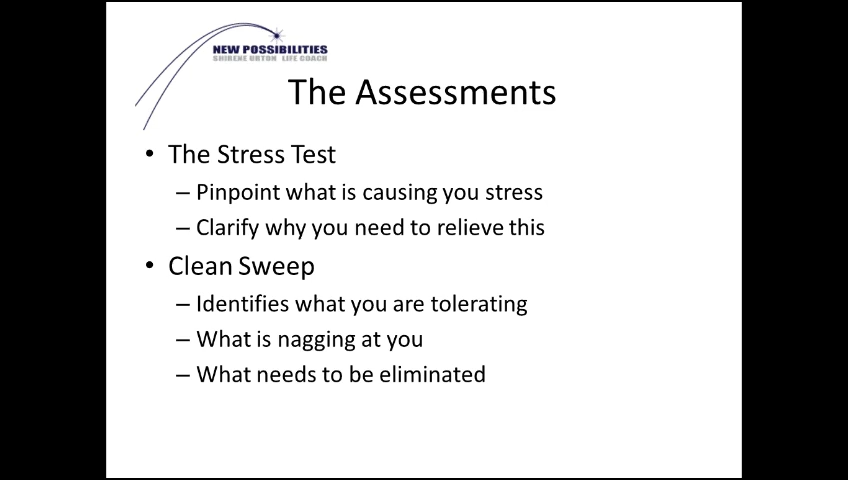 NEW POSSIBILITIES
SHIRENE URTON LIFE COACH
The Assessments
• The Stress Test
– Pinpoint what is causing you stress
– Clarify why you need to relieve this
• Clean Sweep
– Identifies what you are tolerating
– What is nagging at you
– What needs to be eliminated